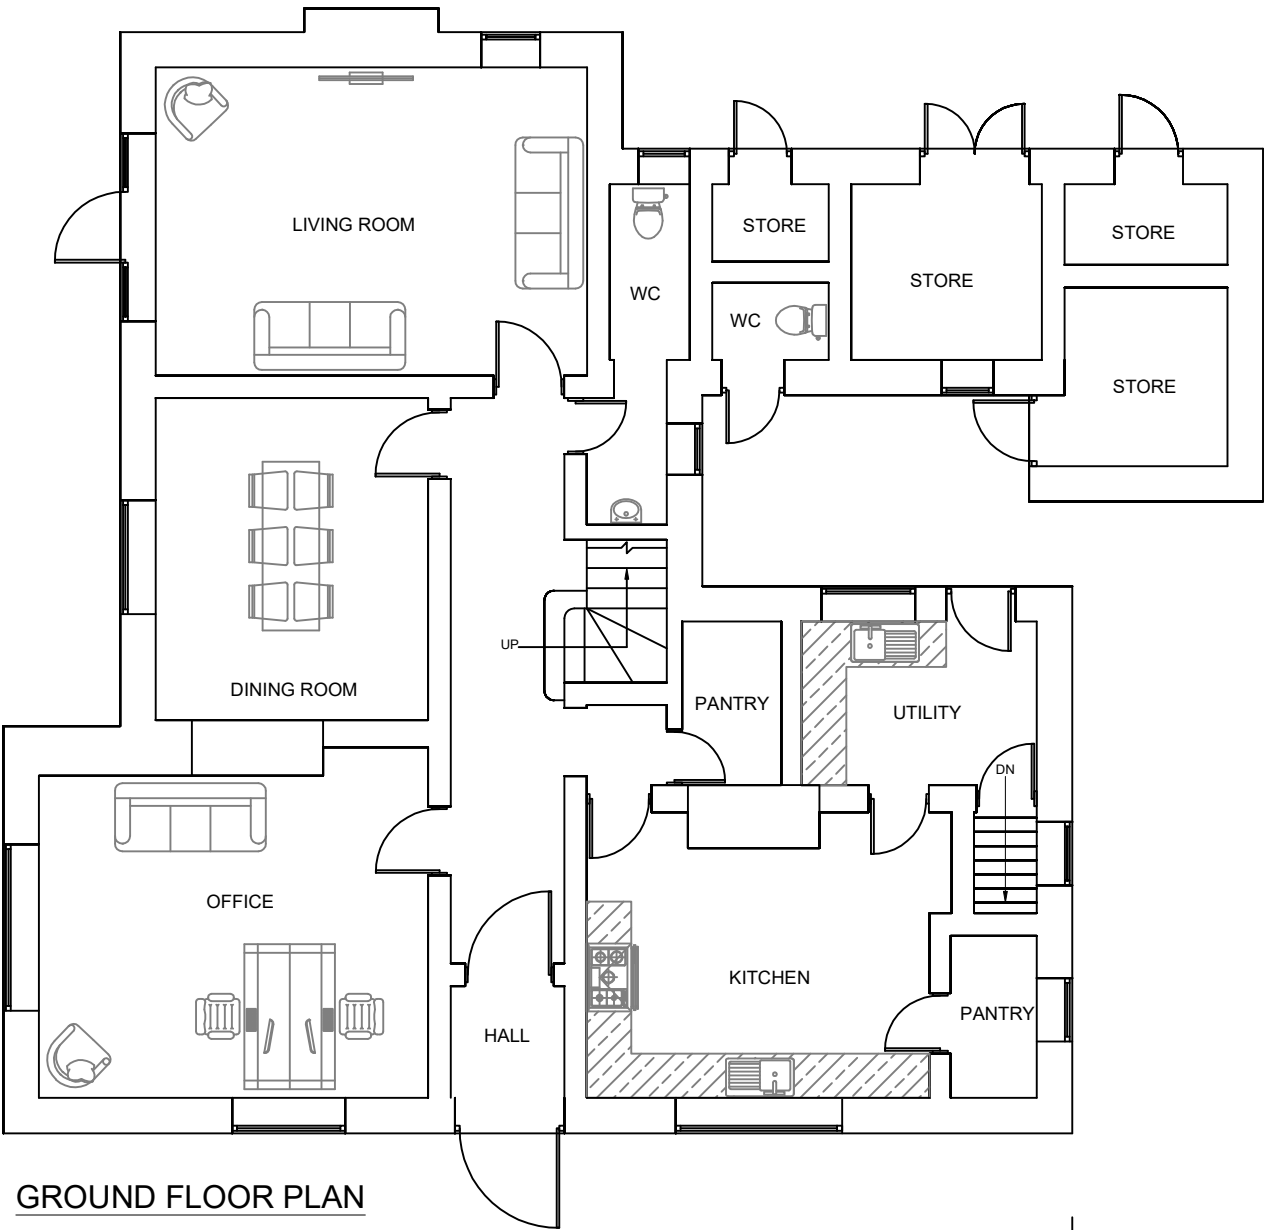 LIVING ROOM
STORE
STORE
STORE
WC
WC
STORE
UP
DINING ROOM
PANTRY
UTILITY
DN
OFFICE
KITCHEN
HALL
PANTRY
GROUND FLOOR PLAN